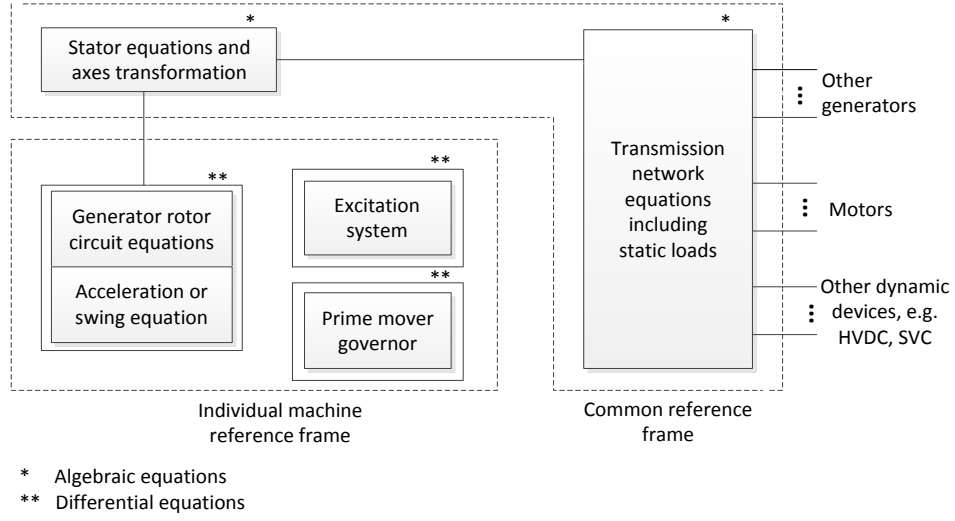 *
Stator equations and
axes transformation
*
Transmission
network
equations
including
static loads
Other
generators
Motors
Other dynamic
devices, e.g.
HVDC, SVC
**
Generator rotor
circuit equations
Acceleration or
swing equation
**
Excitation
system
**
Prime mover
governor
Individual machine
reference frame
Common reference
frame
* Algebraic equations
** Differential equations